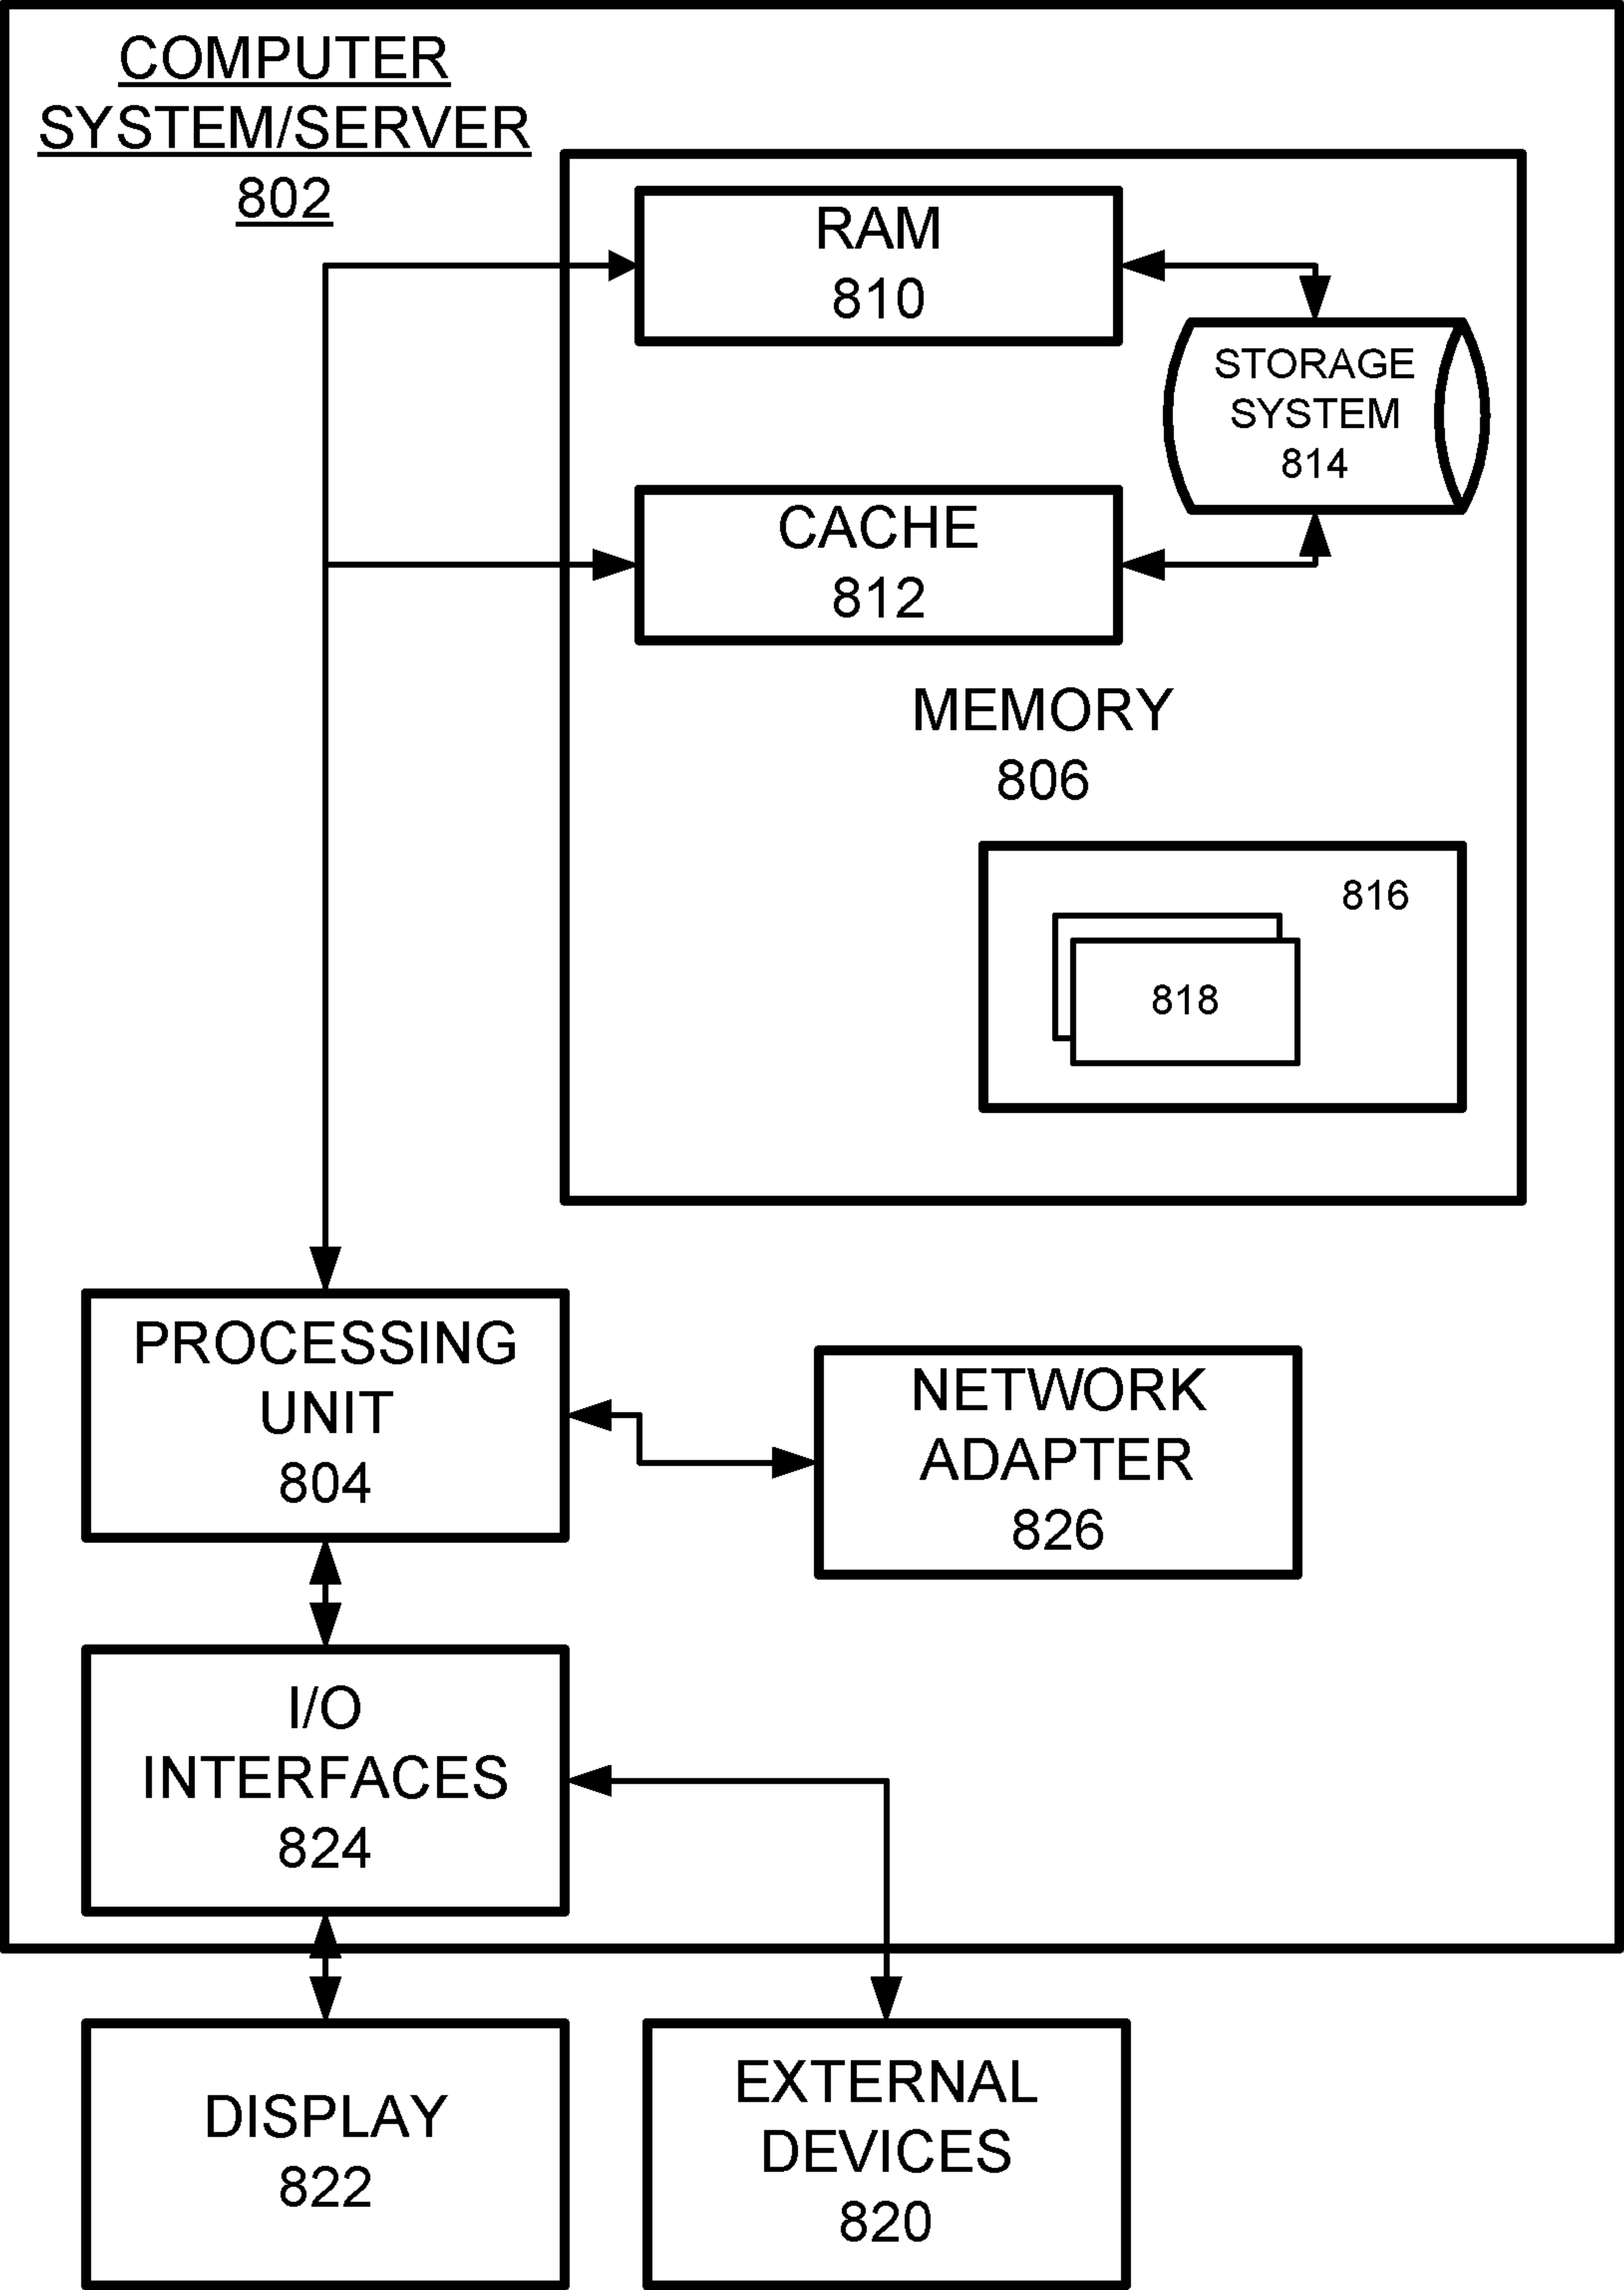 COMPUTER
SYSTEM/SERVER
802
RAM
810
STORAGE
SYSTEM
814
CACHE
812
MEMORY
806
816
818
PROCESSING
UNIT
804
NETWORK
ADAPTER
826
I/O
INTERFACES
824
DISPLAY
822
EXTERNAL
DEVICES
820